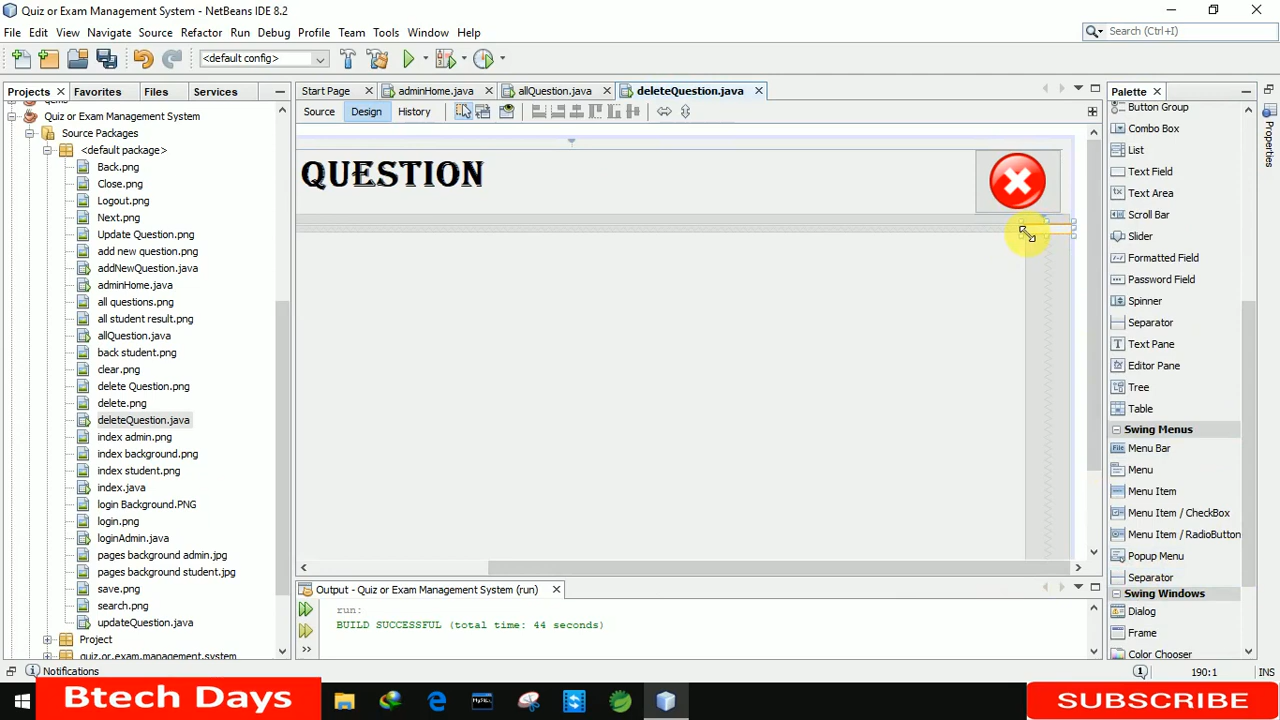 Quiz or Exam Management System - NetBeans IDE 8.2
File Edit View Navigate Source Refactor Run Debug Profile Team Tools Window Help
Search (Ctrl+I)
<default config>
Projects Favorites Files Services
Start Page adminHome.java allQuestion.java deleteQuestion.java
Palette
Source Design History
Quiz or Exam Management System
Source Packages
<default package>
Back.png
Close.png
Logout.png
Next.png
Update Question.png
add new question.png
addNewQuestion.java
adminHome.java
all questions.png
all student result.png
allQuestion.java
back student.png
clear.png
delete Question.png
delete.png
deleteQuestion.java
index admin.png
index background.png
index student.png
index.java
login Background.PNG
login.png
loginAdmin.java
pages background admin.jpg
pages background student.jpg
save.png
search.png
updateQuestion.java
Project
quiz.or.exam.management.system
QUESTION
Button Group
Combo Box
List
Text Field
Text Area
Scroll Bar
Slider
Formatted Field
Password Field
Spinner
Separator
Text Pane
Editor Pane
Tree
Table
Swing Menus
Menu Bar
Menu
Menu Item
Menu Item / CheckBox
Menu Item / RadioButton
Popup Menu
Separator
Swing Windows
Dialog
Frame
Color Chooser
Properties
Output - Quiz or Exam Management System (run)
run:
BUILD SUCCESSFUL (total time: 44 seconds)
Notifications
190:1
INS
Btech Days
SUBSCRIBE